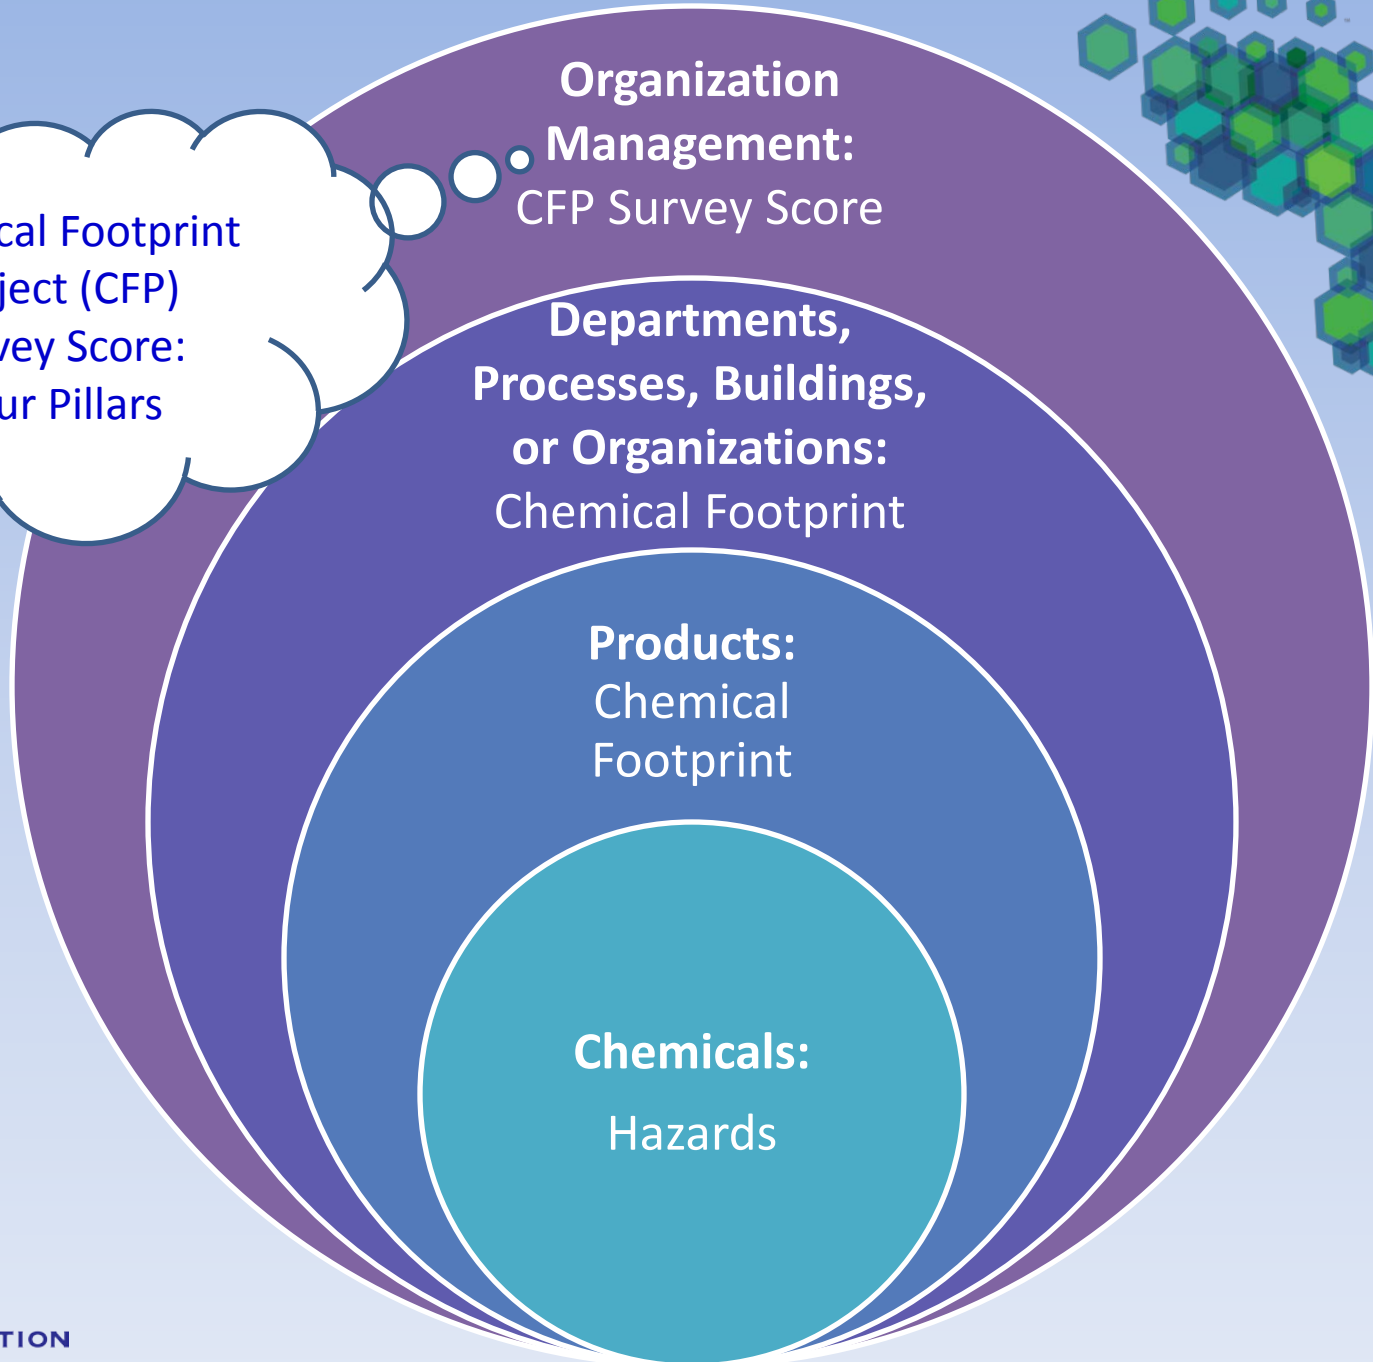 Organization
Management:
CFP Survey Score
cal Footprint
ject (CFP)
vey Score:
ur Pillars
Departments,
Processes, Buildings,
or Organizations:
Chemical Footprint
Products:
Chemical
Footprint
Chemicals:
Hazards
TION